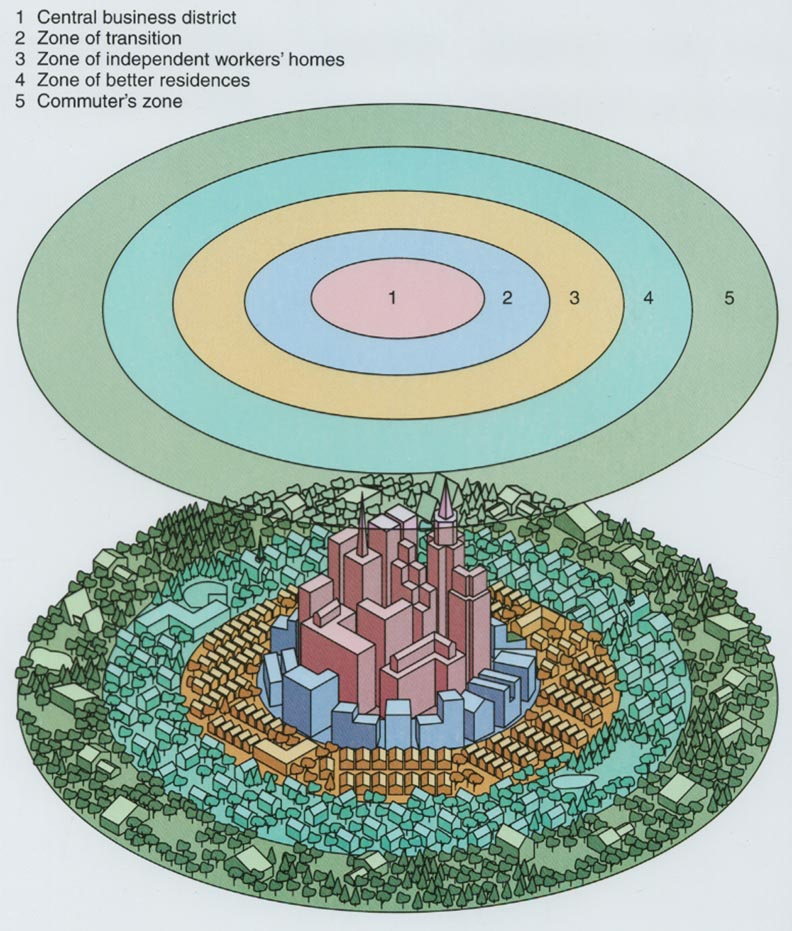 1 Central business district
2 Zone of transition
3 Zone of independent workers' homes
4 Zone of better residences
5 Commuter's zone
1 2 3 4 5